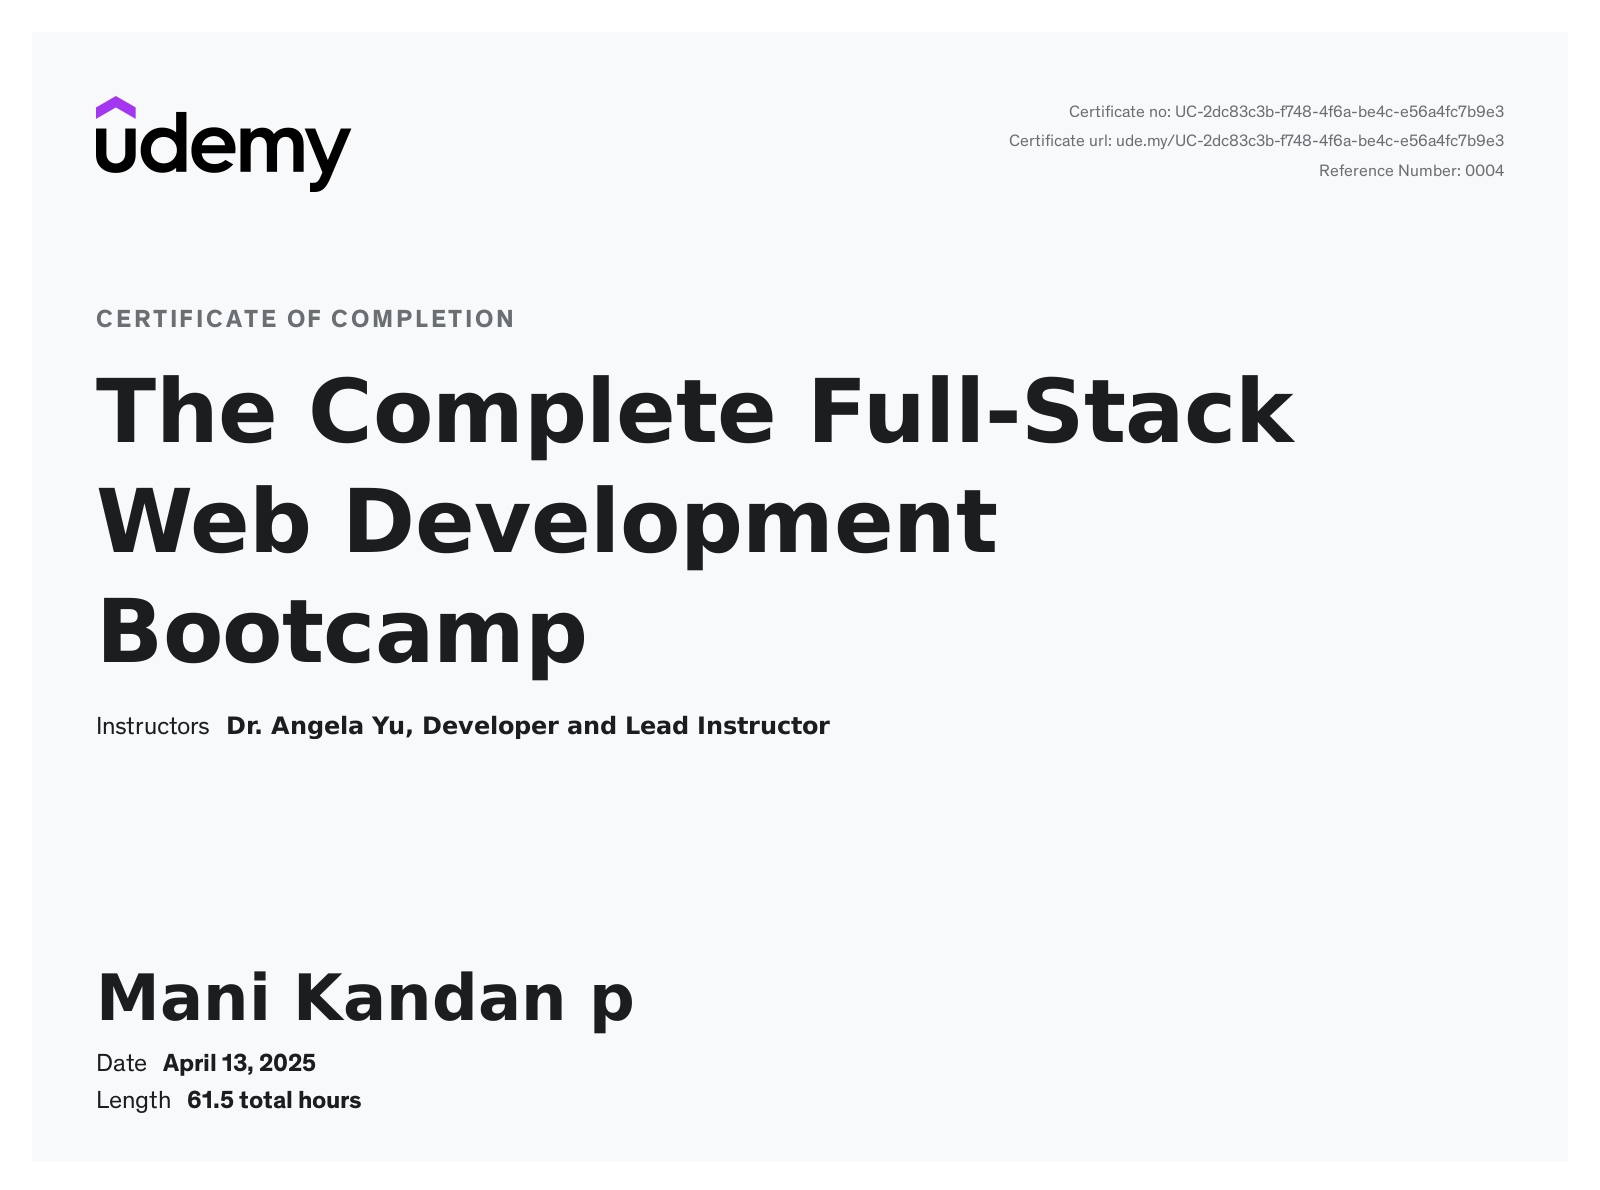 udemy
Certificate no: UC-2dc83c3b-f748-4f6a-be4c-e56a4fc7b9e3
Certificate url: ude.my/UC-2dc83c3b-f748-4f6a-be4c-e56a4fc7b9e3
Reference Number: 0004
CERTIFICATE OF COMPLETION
The Complete Full-Stack
Web Development
Bootcamp
Instructors Dr. Angela Yu, Developer and Lead Instructor
Mani Kandan p
Date April 13, 2025
Length 61.5 total hours